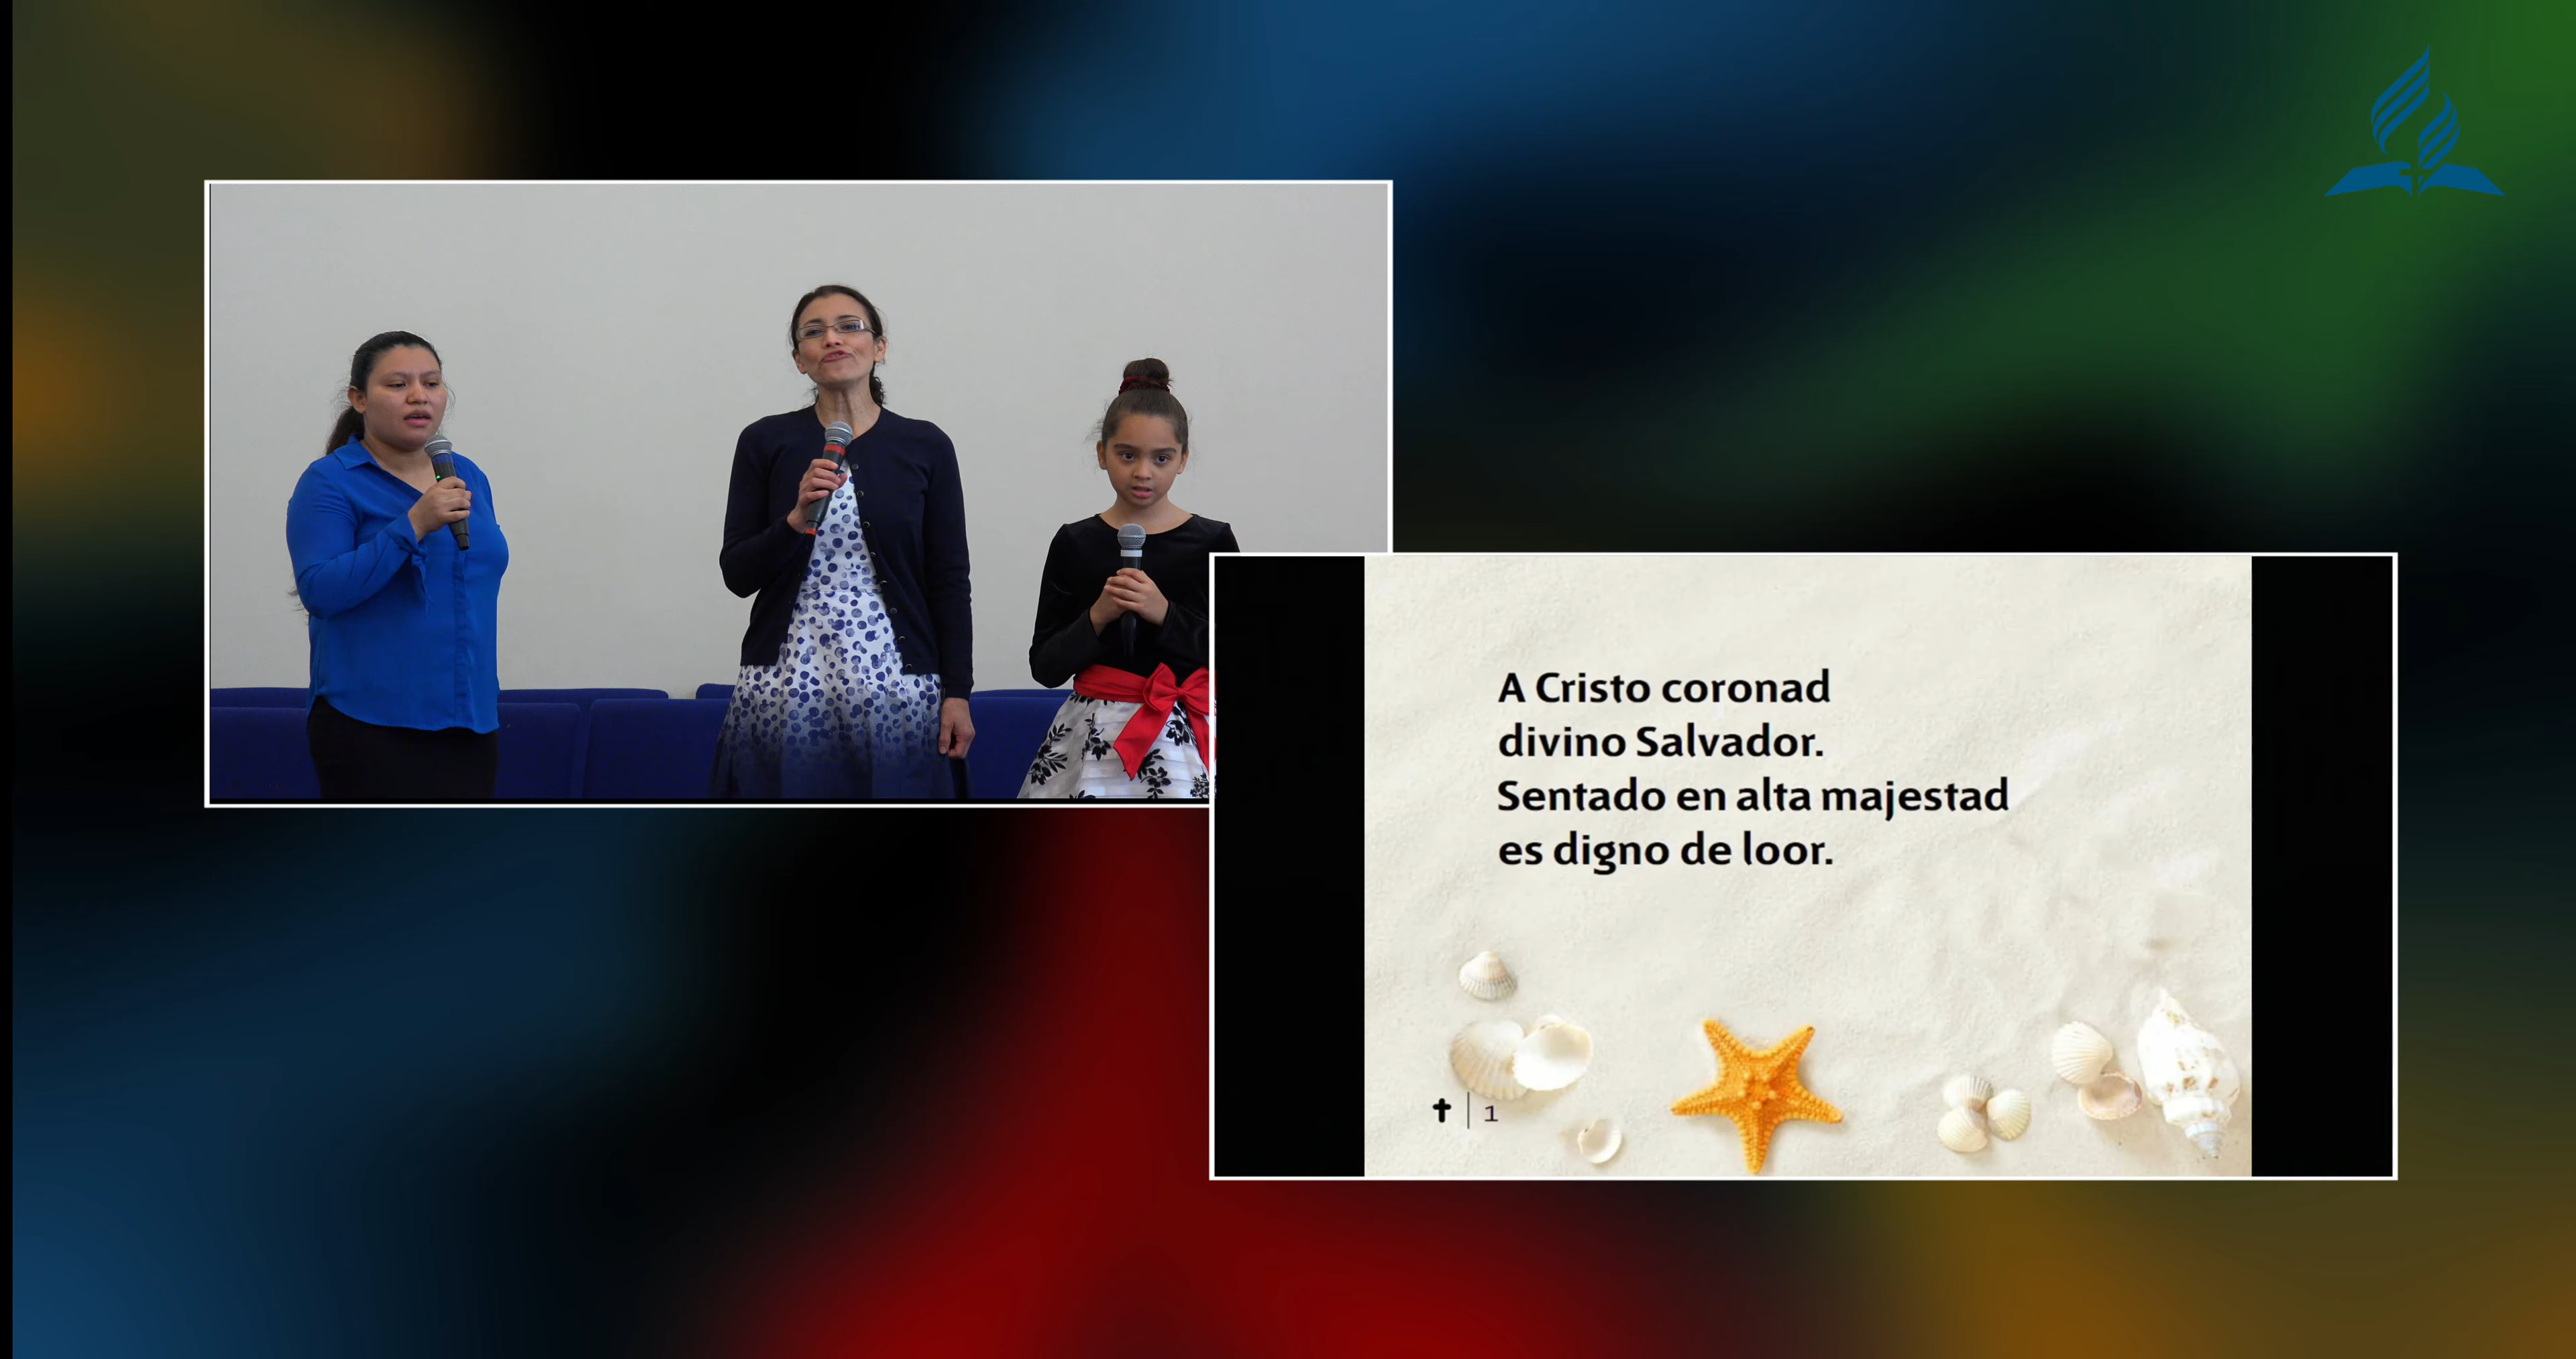 A Cristo coronad
divino Salvador.
Sentado en alta majestad
es digno de loor.
1